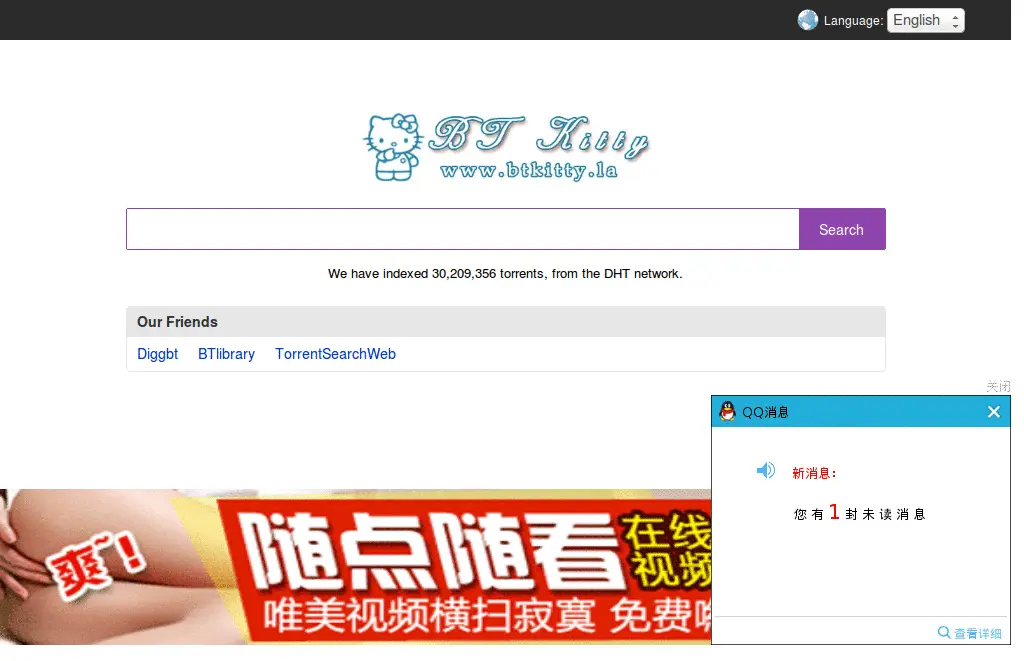 Language: English
BT Kitty
www.btkitty.la
Search
We have indexed 30,209,356 torrents, from the DHT network.
Our Friends
Diggbt BTlibrary TorrentSearchWeb
关闭
QQ消息
新消息:
您有1封未读消息
查看详细
爽~!
随点随看
在线
视频
唯美视频横扫寂寞 免费